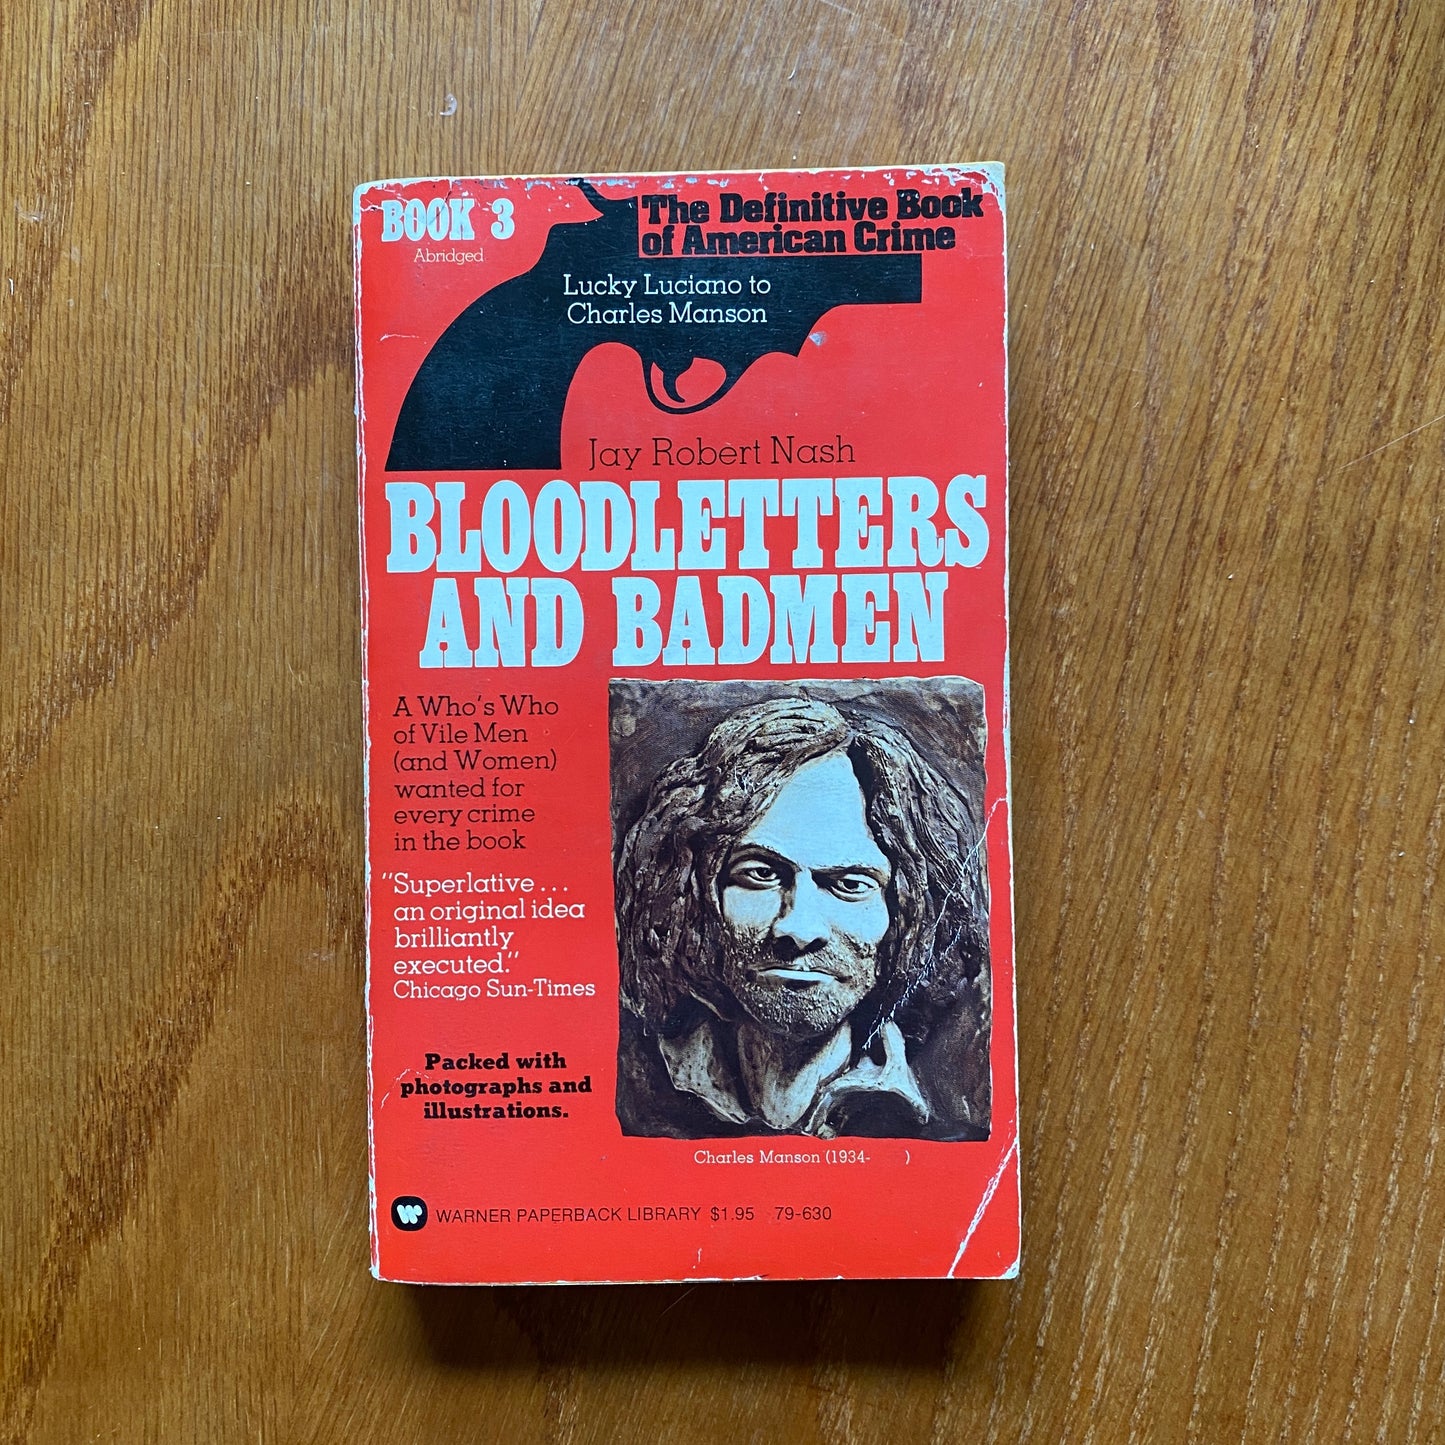 BOOK 3
Abridged
The Definitive Book
of American Crime
Lucky Luciano to
Charles Manson
Jay Robert Nash
BLOODLETTERS
AND BADMEN
A Who's Who
of Vile Men
(and Women)
wanted for
every crime
in the book
"Superlative...
an original idea
brilliantly
executed."
Chicago Sun-Times
Packed with
photographs and
illustrations.
Charles Manson (1934-    )
W WARNER PAPERBACK LIBRARY $1.95 79-630